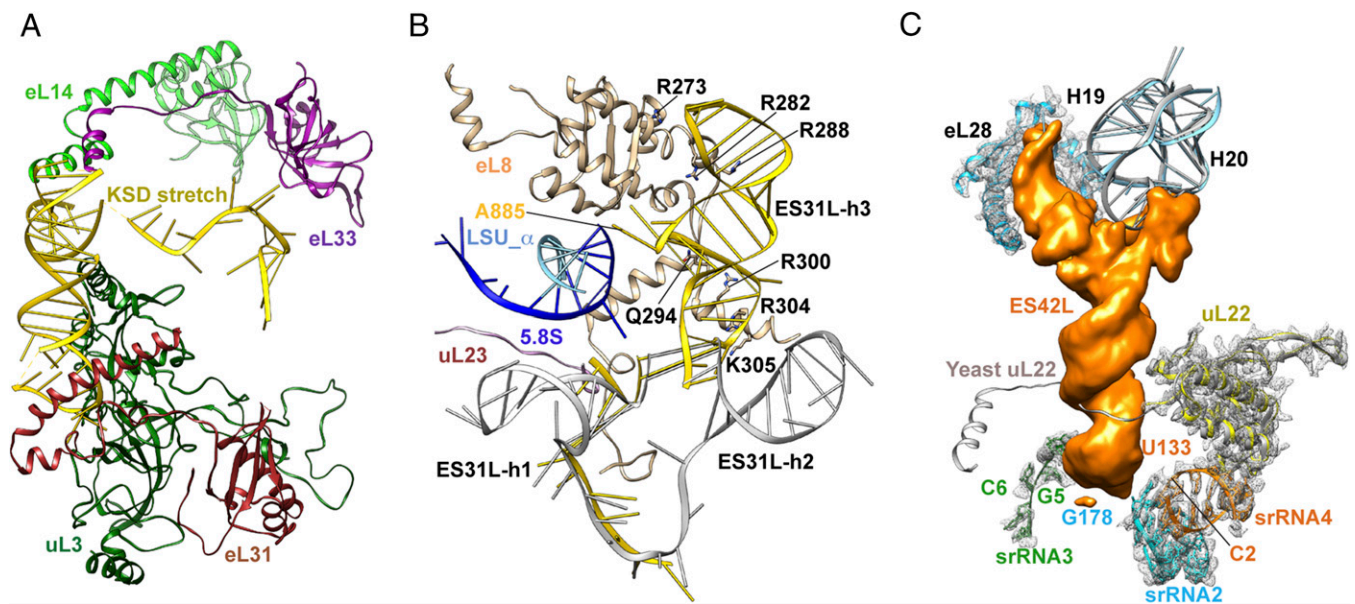 A
eL14
KSD stretch
eL33
uL3
eL31
B
R273
R282
R288
eL8
ES31L-h3
A885
LSU_α
R300
Q294
R304
5.8S
uL23
K305
ES31L-h1
ES31L-h2
C
H19
eL28
H20
ES42L
uL22
Yeast uL22
U133
C6
G5
G178
srRNA4
srRNA3
C2
srRNA2